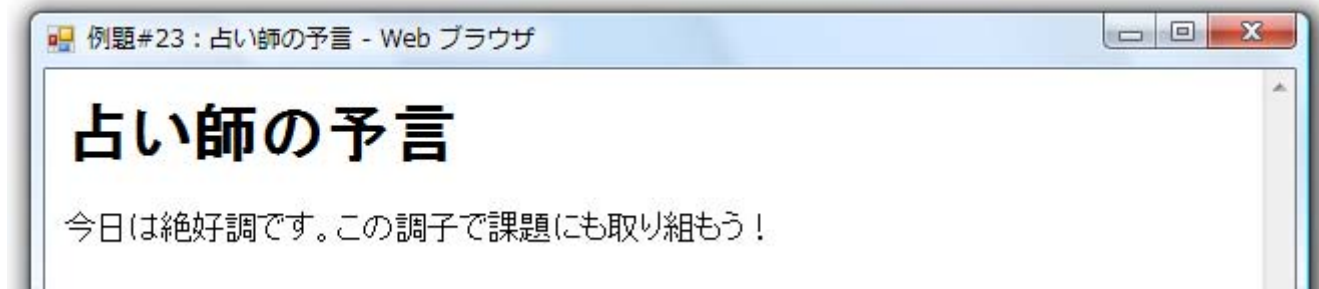 例題#23：占い師の予言 - Web ブラウザ
占い師の予言
今日は絶好調です。この調子で課題にも取り組もう！